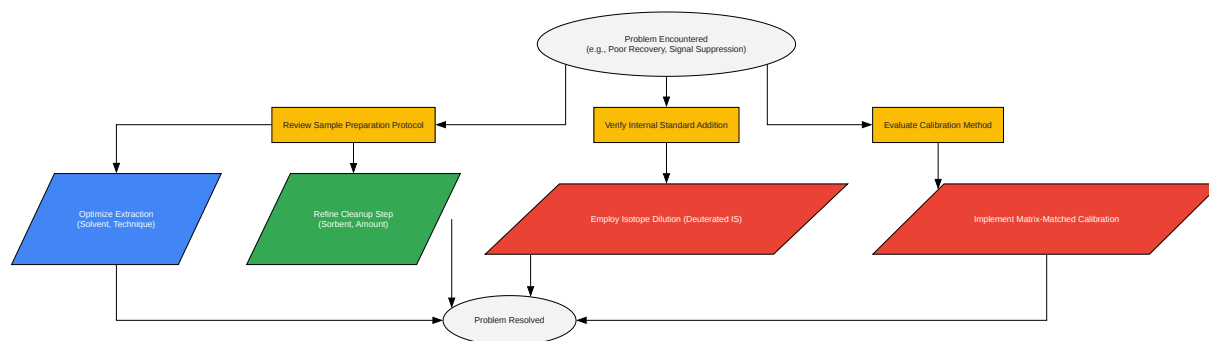 Problem Encountered
(e.g., Poor Recovery, Signal Suppression)
Review Sample Preparation Protocol
Verify Internal Standard Addition
Evaluate Calibration Method
Optimize Extraction
(Solvent, Technique)
Refine Cleanup Step
(Sorbent, Amount)
Employ Isotope Dilution (Deuterated IS)
Implement Matrix-Matched Calibration
Problem Resolved